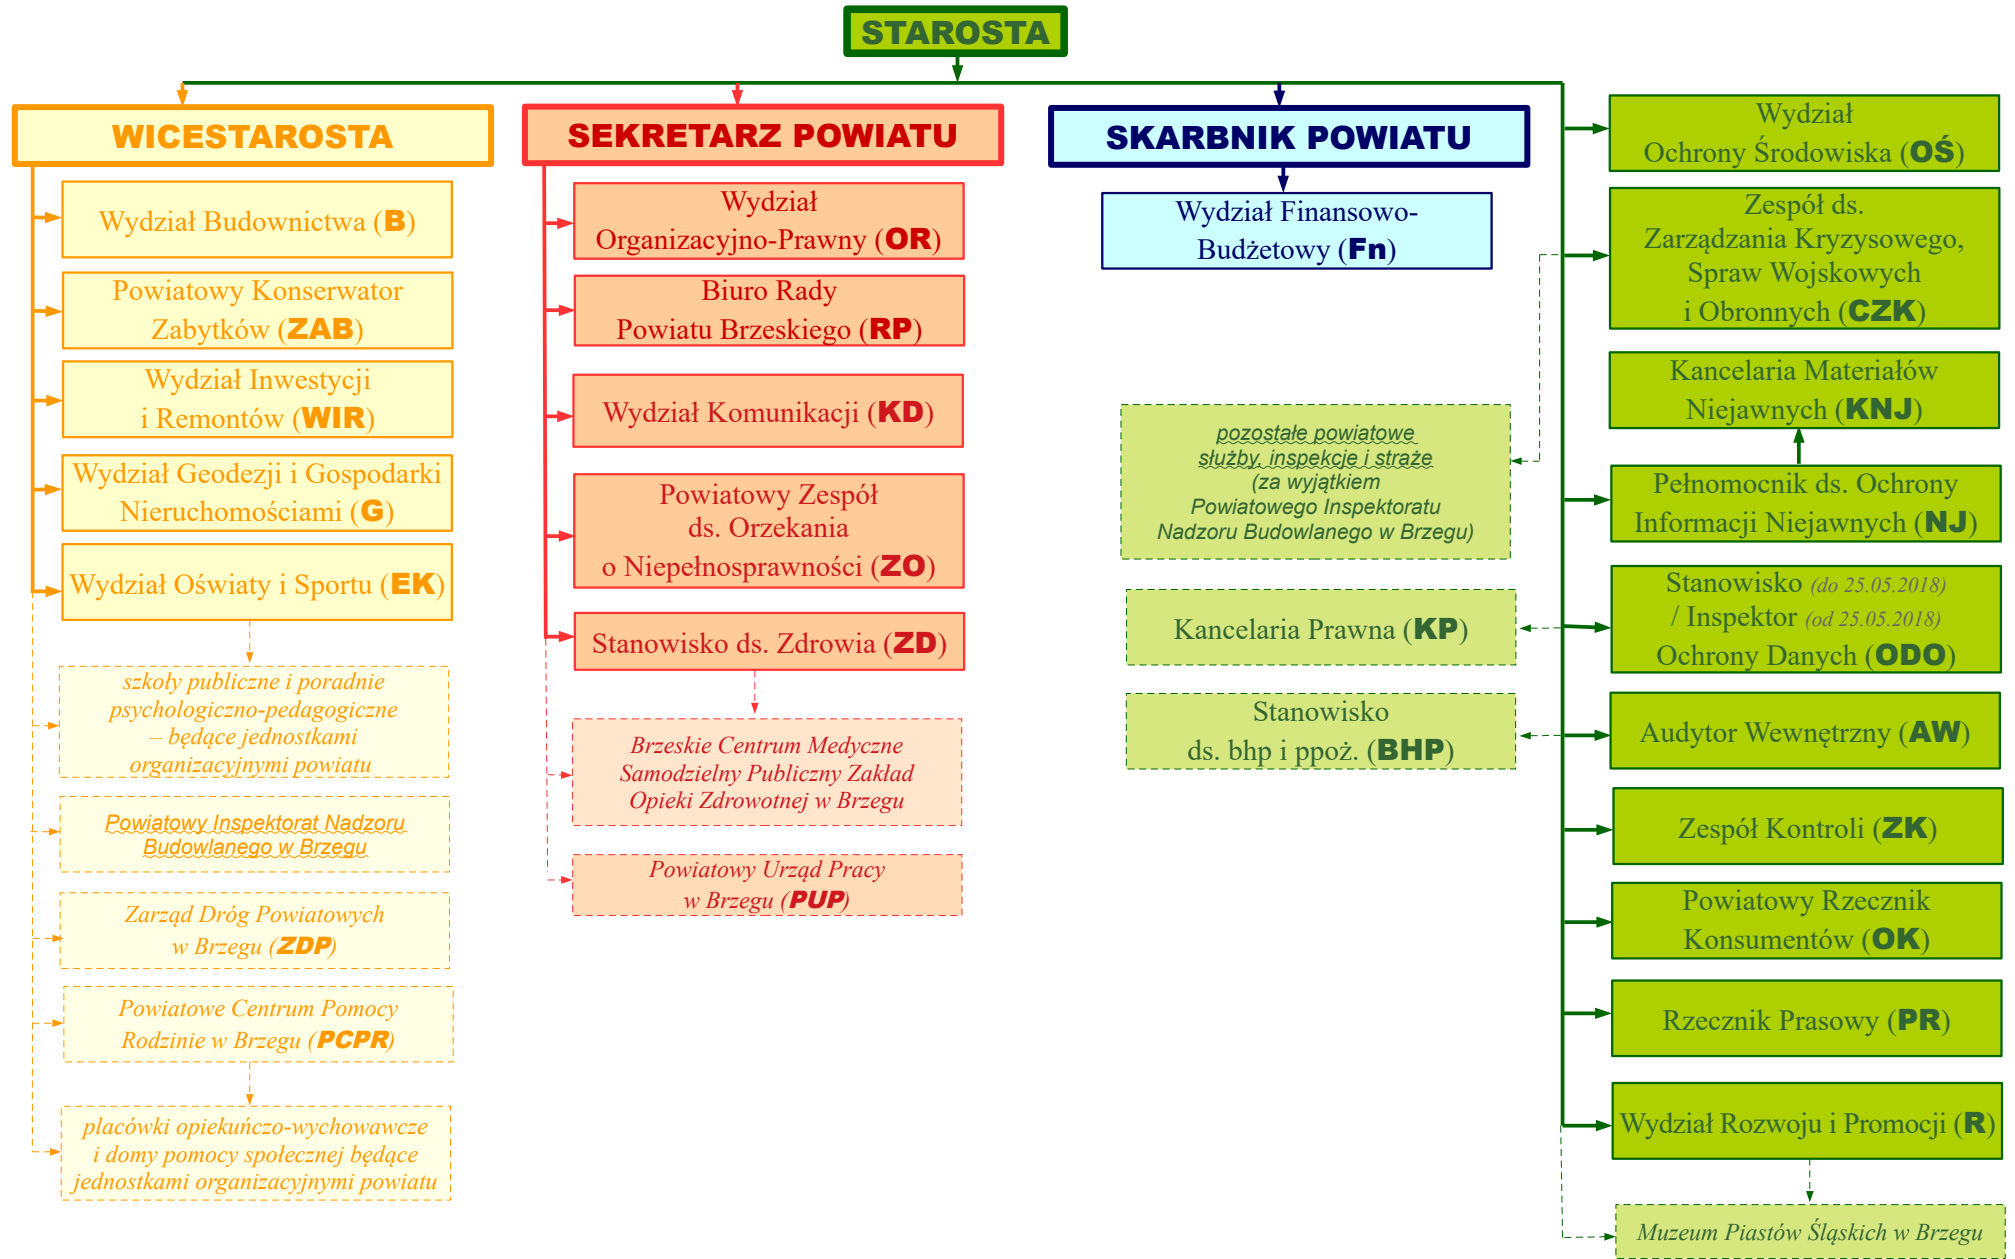 STAROSTA
WICESTAROSTA
Wydział Budownictwa (B)
Powiatowy Konserwator
Zabytków (ZAB)
Wydział Inwestycji
i Remontów (WIR)
Wydział Geodezji i Gospodarki
Nieruchomościami (G)
Wydział Oświaty i Sportu (EK)
szkoły publiczne i poradnie
psychologiczno-pedagogiczne
– będące jednostkami
organizacyjnymi powiatu
Powiatowy Inspektorat Nadzoru
Budowlanego w Brzegu
Zarząd Dróg Powiatowych
w Brzegu (ZDP)
Powiatowe Centrum Pomocy
Rodzinie w Brzegu (PCPR)
placówki opiekuńczo-wychowawcze
i domy pomocy społecznej będące
jednostkami organizacyjnymi powiatu
SEKRETARZ POWIATU
Wydział
Organizacyjno-Prawny (OR)
Biuro Rady
Powiatu Brzeskiego (RP)
Wydział Komunikacji (KD)
Powiatowy Zespół
ds. Orzekania
o Niepełnosprawności (ZO)
Stanowisko ds. Zdrowia (ZD)
Brzeskie Centrum Medyczne
Samodzielny Publiczny Zakład
Opieki Zdrowotnej w Brzegu
Powiatowy Urząd Pracy
w Brzegu (PUP)
SKARBNIK POWIATU
Wydział Finansowo-
Budżetowy (Fn)
pozostałe powiatowe
służby, inspekcje i straże
(za wyjątkiem
Powiatowego Inspektoratu
Nadzoru Budowlanego w Brzegu)
Kancelaria Prawna (KP)
Stanowisko
ds. bhp i ppoż. (BHP)
Wydział
Ochrony Środowiska (OŚ)
Zespół ds.
Zarządzania Kryzysowego,
Spraw Wojskowych
i Obronnych (CZK)
Kancelaria Materiałów
Niejawnych (KNJ)
Pełnomocnik ds. Ochrony
Informacji Niejawnych (NJ)
Stanowisko (do 25.05.2018)
/ Inspektor (od 25.05.2018)
Ochrony Danych (ODO)
Audytor Wewnętrzny (AW)
Zespół Kontroli (ZK)
Powiatowy Rzecznik
Konsumentów (OK)
Rzecznik Prasowy (PR)
Wydział Rozwoju i Promocji (R)
Muzeum Piastów Śląskich w Brzegu